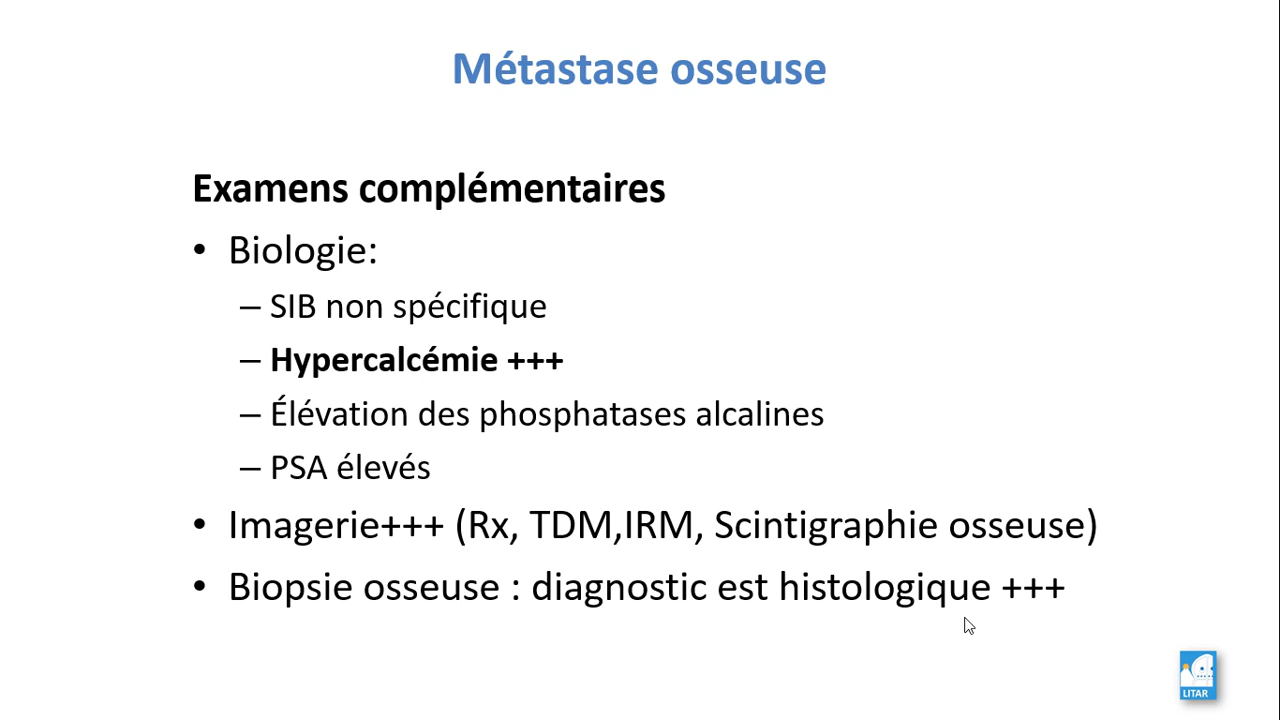 Métastase osseuse
Examens complémentaires
• Biologie:
– SIB non spécifique
– Hypercalcémie +++
– Élévation des phosphatases alcalines
– PSA élevés
• Imagerie+++ (Rx, TDM,IRM, Scintigraphie osseuse)
• Biopsie osseuse : diagnostic est histologique +++
LITAR